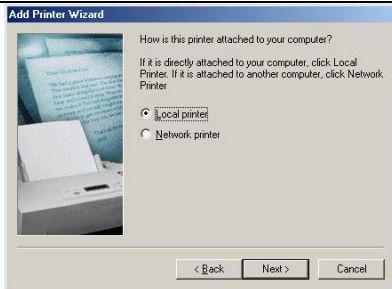 Add Printer Wizard
How is this printer attached to your computer?
If it is directly attached to your computer, click Local
Printer. If it is attached to another computer, click Network
Printer
Local printer
Network printer
< Back
Next >
Cancel